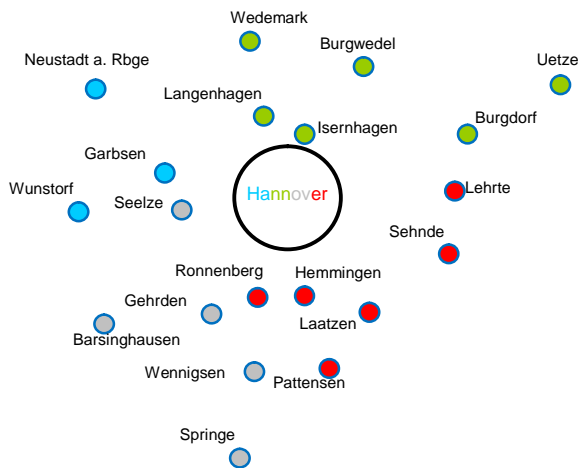 Wedemark
Burgwedel
Neustadt a. Rbge
Uetze
Langenhagen
Isernhagen
Burgdorf
Garbsen
Wunstorf
Seelze
Hannover
Lehrte
Sehnde
Ronnenberg
Hemmingen
Gehrden
Laatzen
Barsinghausen
Wennigsen
Pattensen
Springe